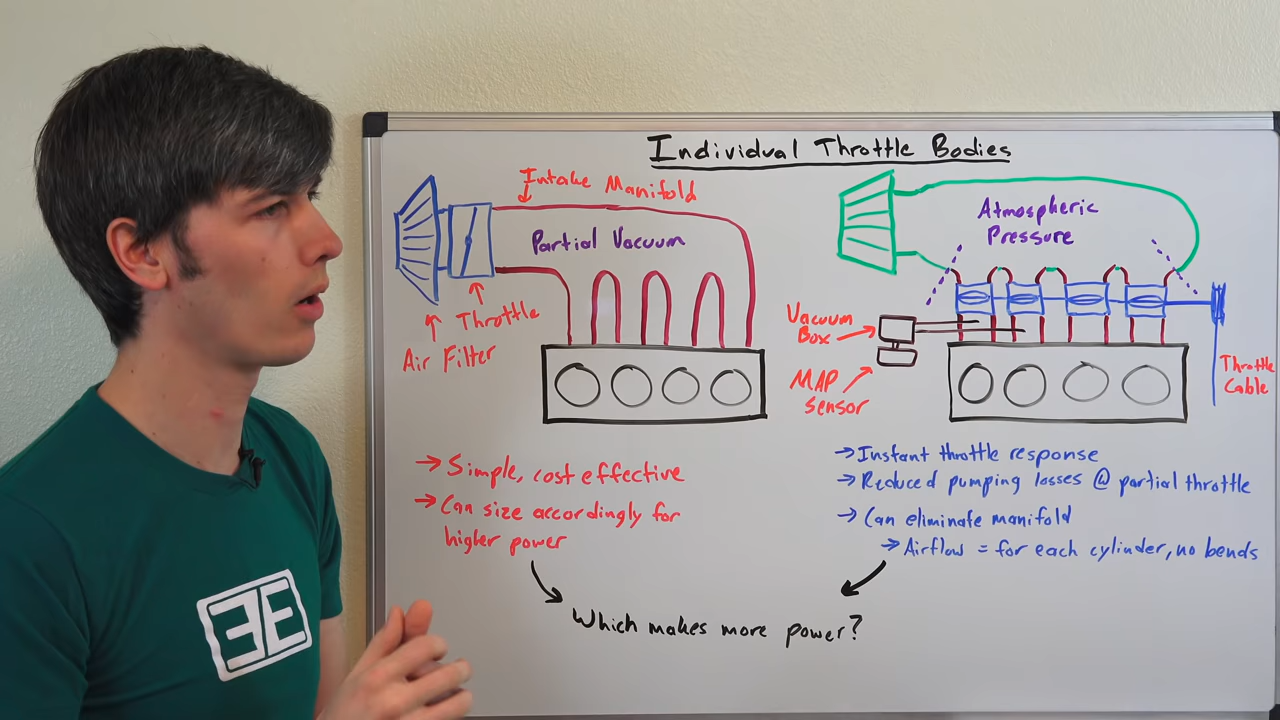 Individual Throttle Bodies
Intake Manifold
Partial Vacuum
Throttle
Air Filter
→ Simple, cost effective
→ Can size accordingly for
higher power
Atmospheric
Pressure
Vacuum
Box
MAP
Sensor
Throttle
Cable
→ Instant throttle response
→ Reduced pumping losses @ partial throttle
→ Can eliminate manifold
→ Airflow = for each cylinder, no bends
Which makes more power?
ƎE